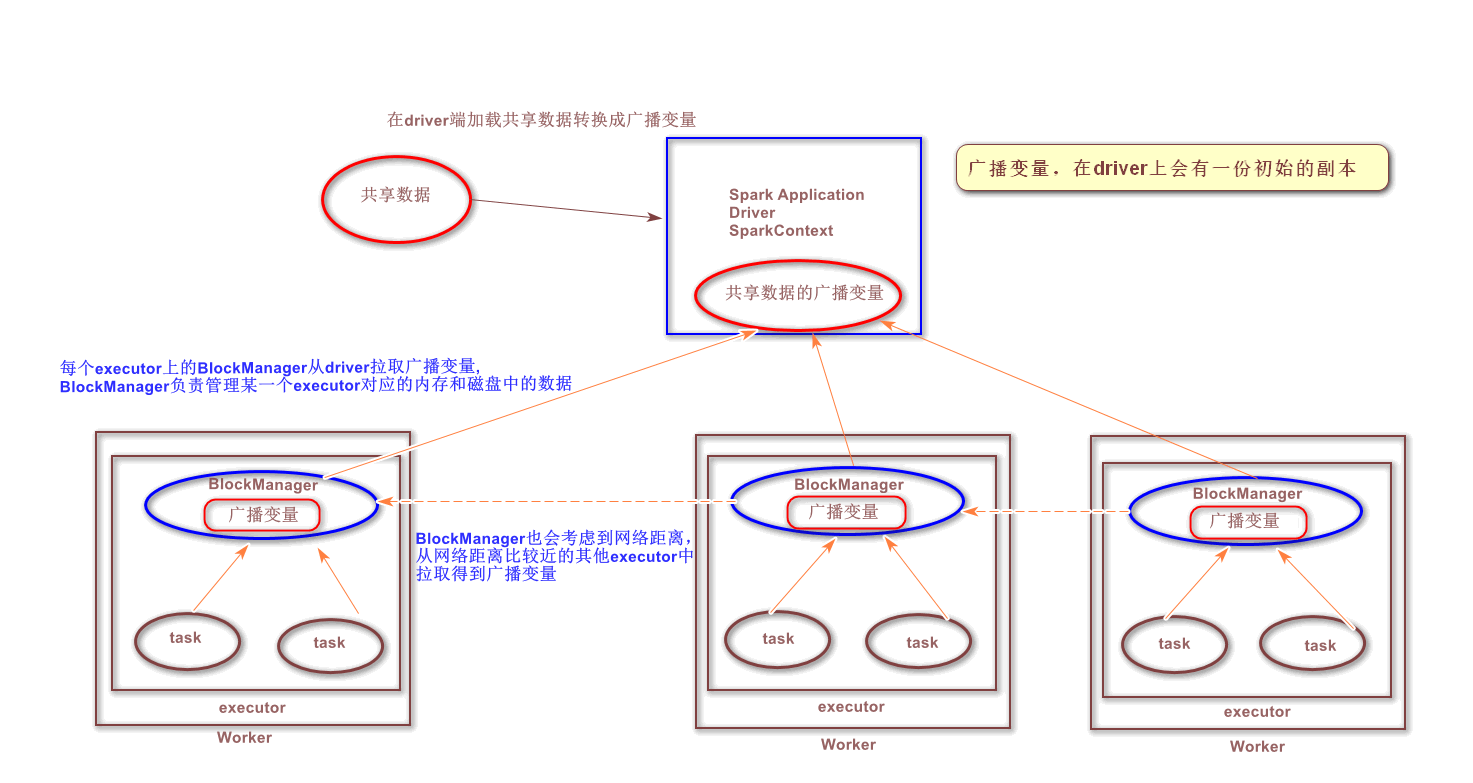 在driver端加载共享数据转换成广播变量
广播变量，在driver上会有一份初始的副本
共享数据
Spark Application
Driver
SparkContext
共享数据的广播变量
每个executor上的BlockManager从driver拉取广播变量,
BlockManager负责管理某一个executor对应的内存和磁盘中的数据
BlockManager
广播变量
BlockManager
广播变量
BlockManager
广播变量
BlockManager也会考虑到网络距离，
从网络距离比较近的其他executor中
拉取得到广播变量
task
task
task
task
task
task
executor
executor
executor
Worker
Worker
Worker